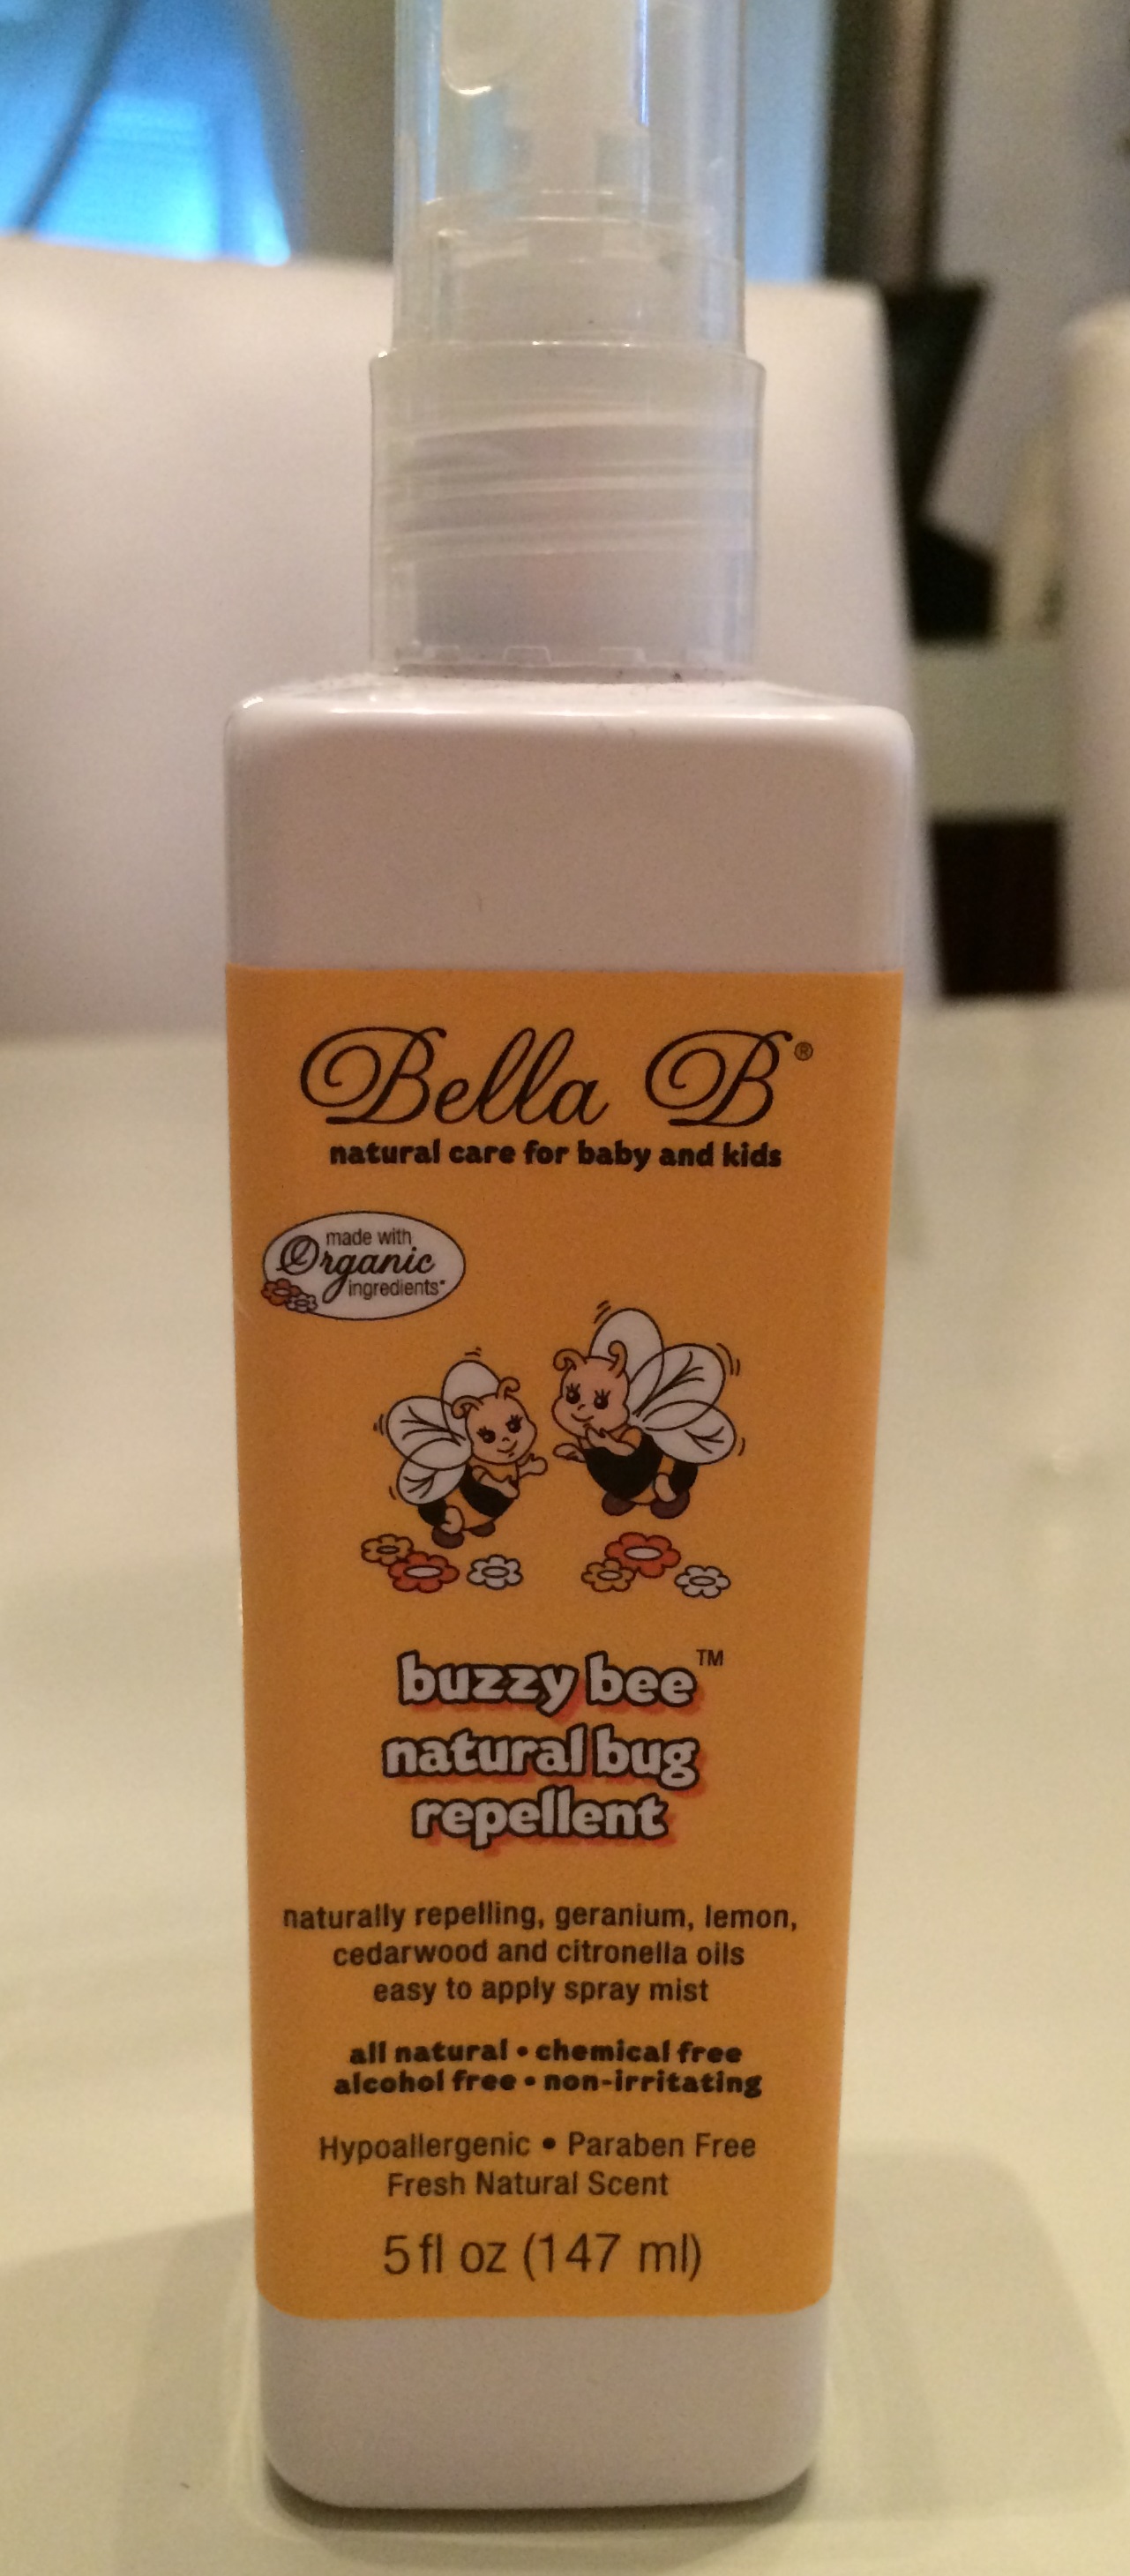 Bella B®
natural care for baby and kids
made with
Organic
ingredients*
buzzy bee™
natural bug
repellent
naturally repelling, geranium, lemon,
cedarwood and citronella oils
easy to apply spray mist
all natural • chemical free
alcohol free • non-irritating
Hypoallergenic • Paraben Free
Fresh Natural Scent
5 fl oz (147 ml)